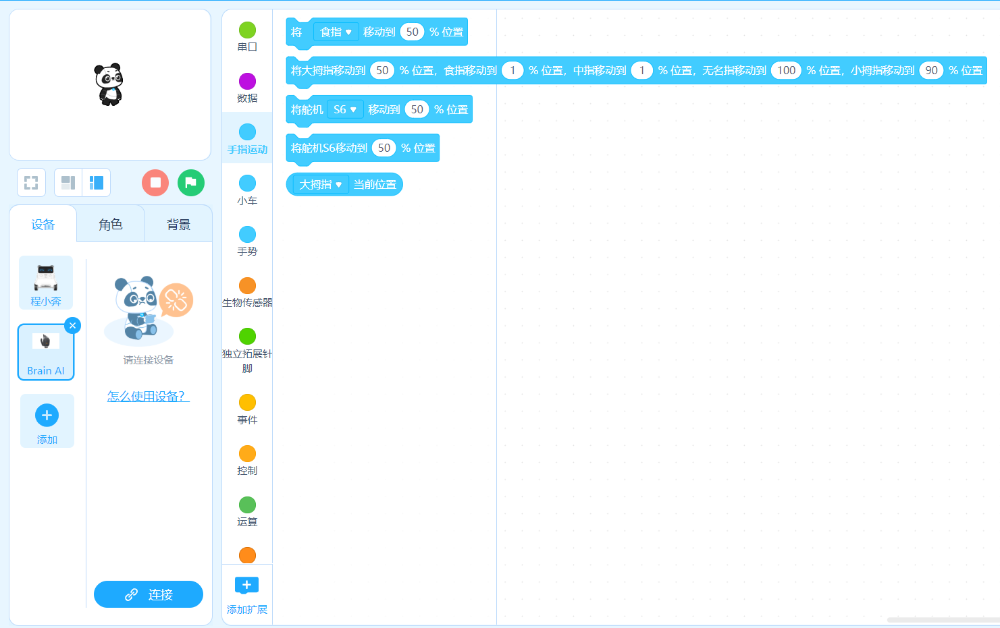 设备
角色
背景
程小奔
Brain AI
添加
请连接设备
怎么使用设备？
连接
串口
数据
手指运动
小车
手势
生物传感器
独立拓展针
脚
事件
控制
运算
添加扩展
将 食指 移动到 50 % 位置
将大拇指移动到 50 % 位置，食指移动到 1 % 位置，中指移动到 1 % 位置，无名指移动到 100 % 位置，小拇指移动到 90 % 位置
将舵机 S6 移动到 50 % 位置
将舵机S6移动到 50 % 位置
大拇指 当前位置